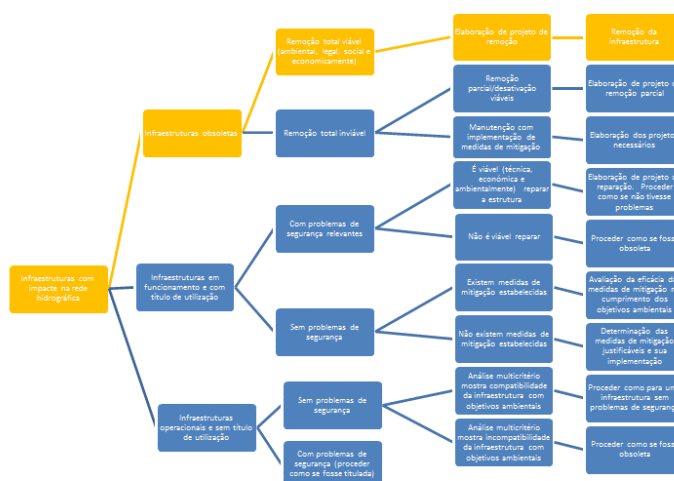 Remoção total viável
(ambiental, legal, social e
economicamente)
Elaboração de projeto de
remoção
Remoção da
infraestrutura
Infraestruturas obsoletas
Remoção total inviável
Remoção
parcial/desativação
viáveis
Elaboração de projeto
remoção parcial
Manutenção com
implementação de
medidas de mitigação
Elaboração dos projeto
necessários
Infraestruturas com
impacte na rede
hidrográfica
Infraestruturas em
funcionamento e com
título de utilização
Com problemas de
segurança relevantes
É viável (técnica,
económica e
ambientalmente) reparar
a estrutura
Elaboração de projeto
reparação. Proceder
como se não tivesse
problemas
Não é viável reparar
Proceder como se foss
obsoleta
Sem problemas de
segurança
Existem medidas de
mitigação estabelecidas
Avaliação da eficácia da
medidas de mitigação n
cumprimento dos
objetivos ambientais
Não existem medidas de
mitigação estabelecidas
Determinação das
medidas de mitigação
justificáveis e sua
implementação
Infraestruturas
operacionais e sem título
de utilização
Sem problemas de
segurança
Análise multicritério
mostra compatibilidade
da infraestrutura com
objetivos ambientais
Proceder como para um
infraestrutura sem
problemas de seguranç
Análise multicritério
mostra incompatibilidade
da infraestrutura com
objetivos ambientais
Proceder como se foss
obsoleta
Com problemas de
segurança (proceder
como se fosse titulada)